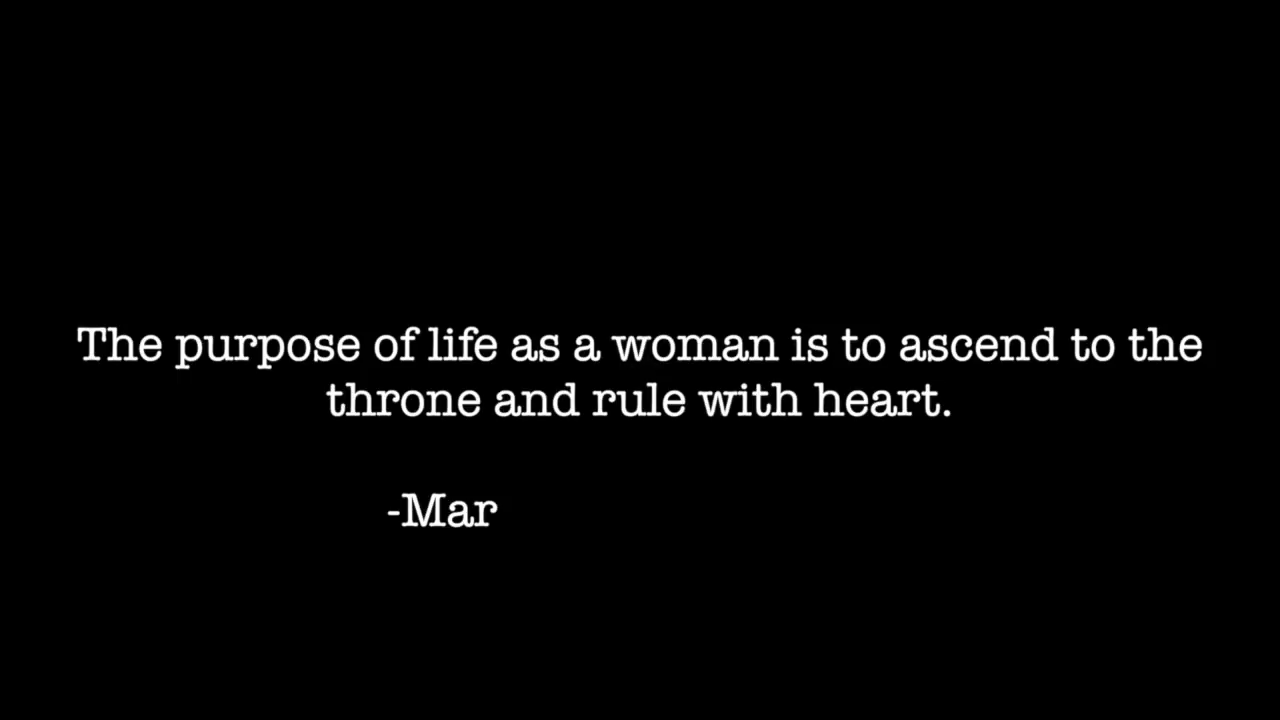 The purpose of life as a woman is to ascend to the
throne and rule with heart.
-Mar